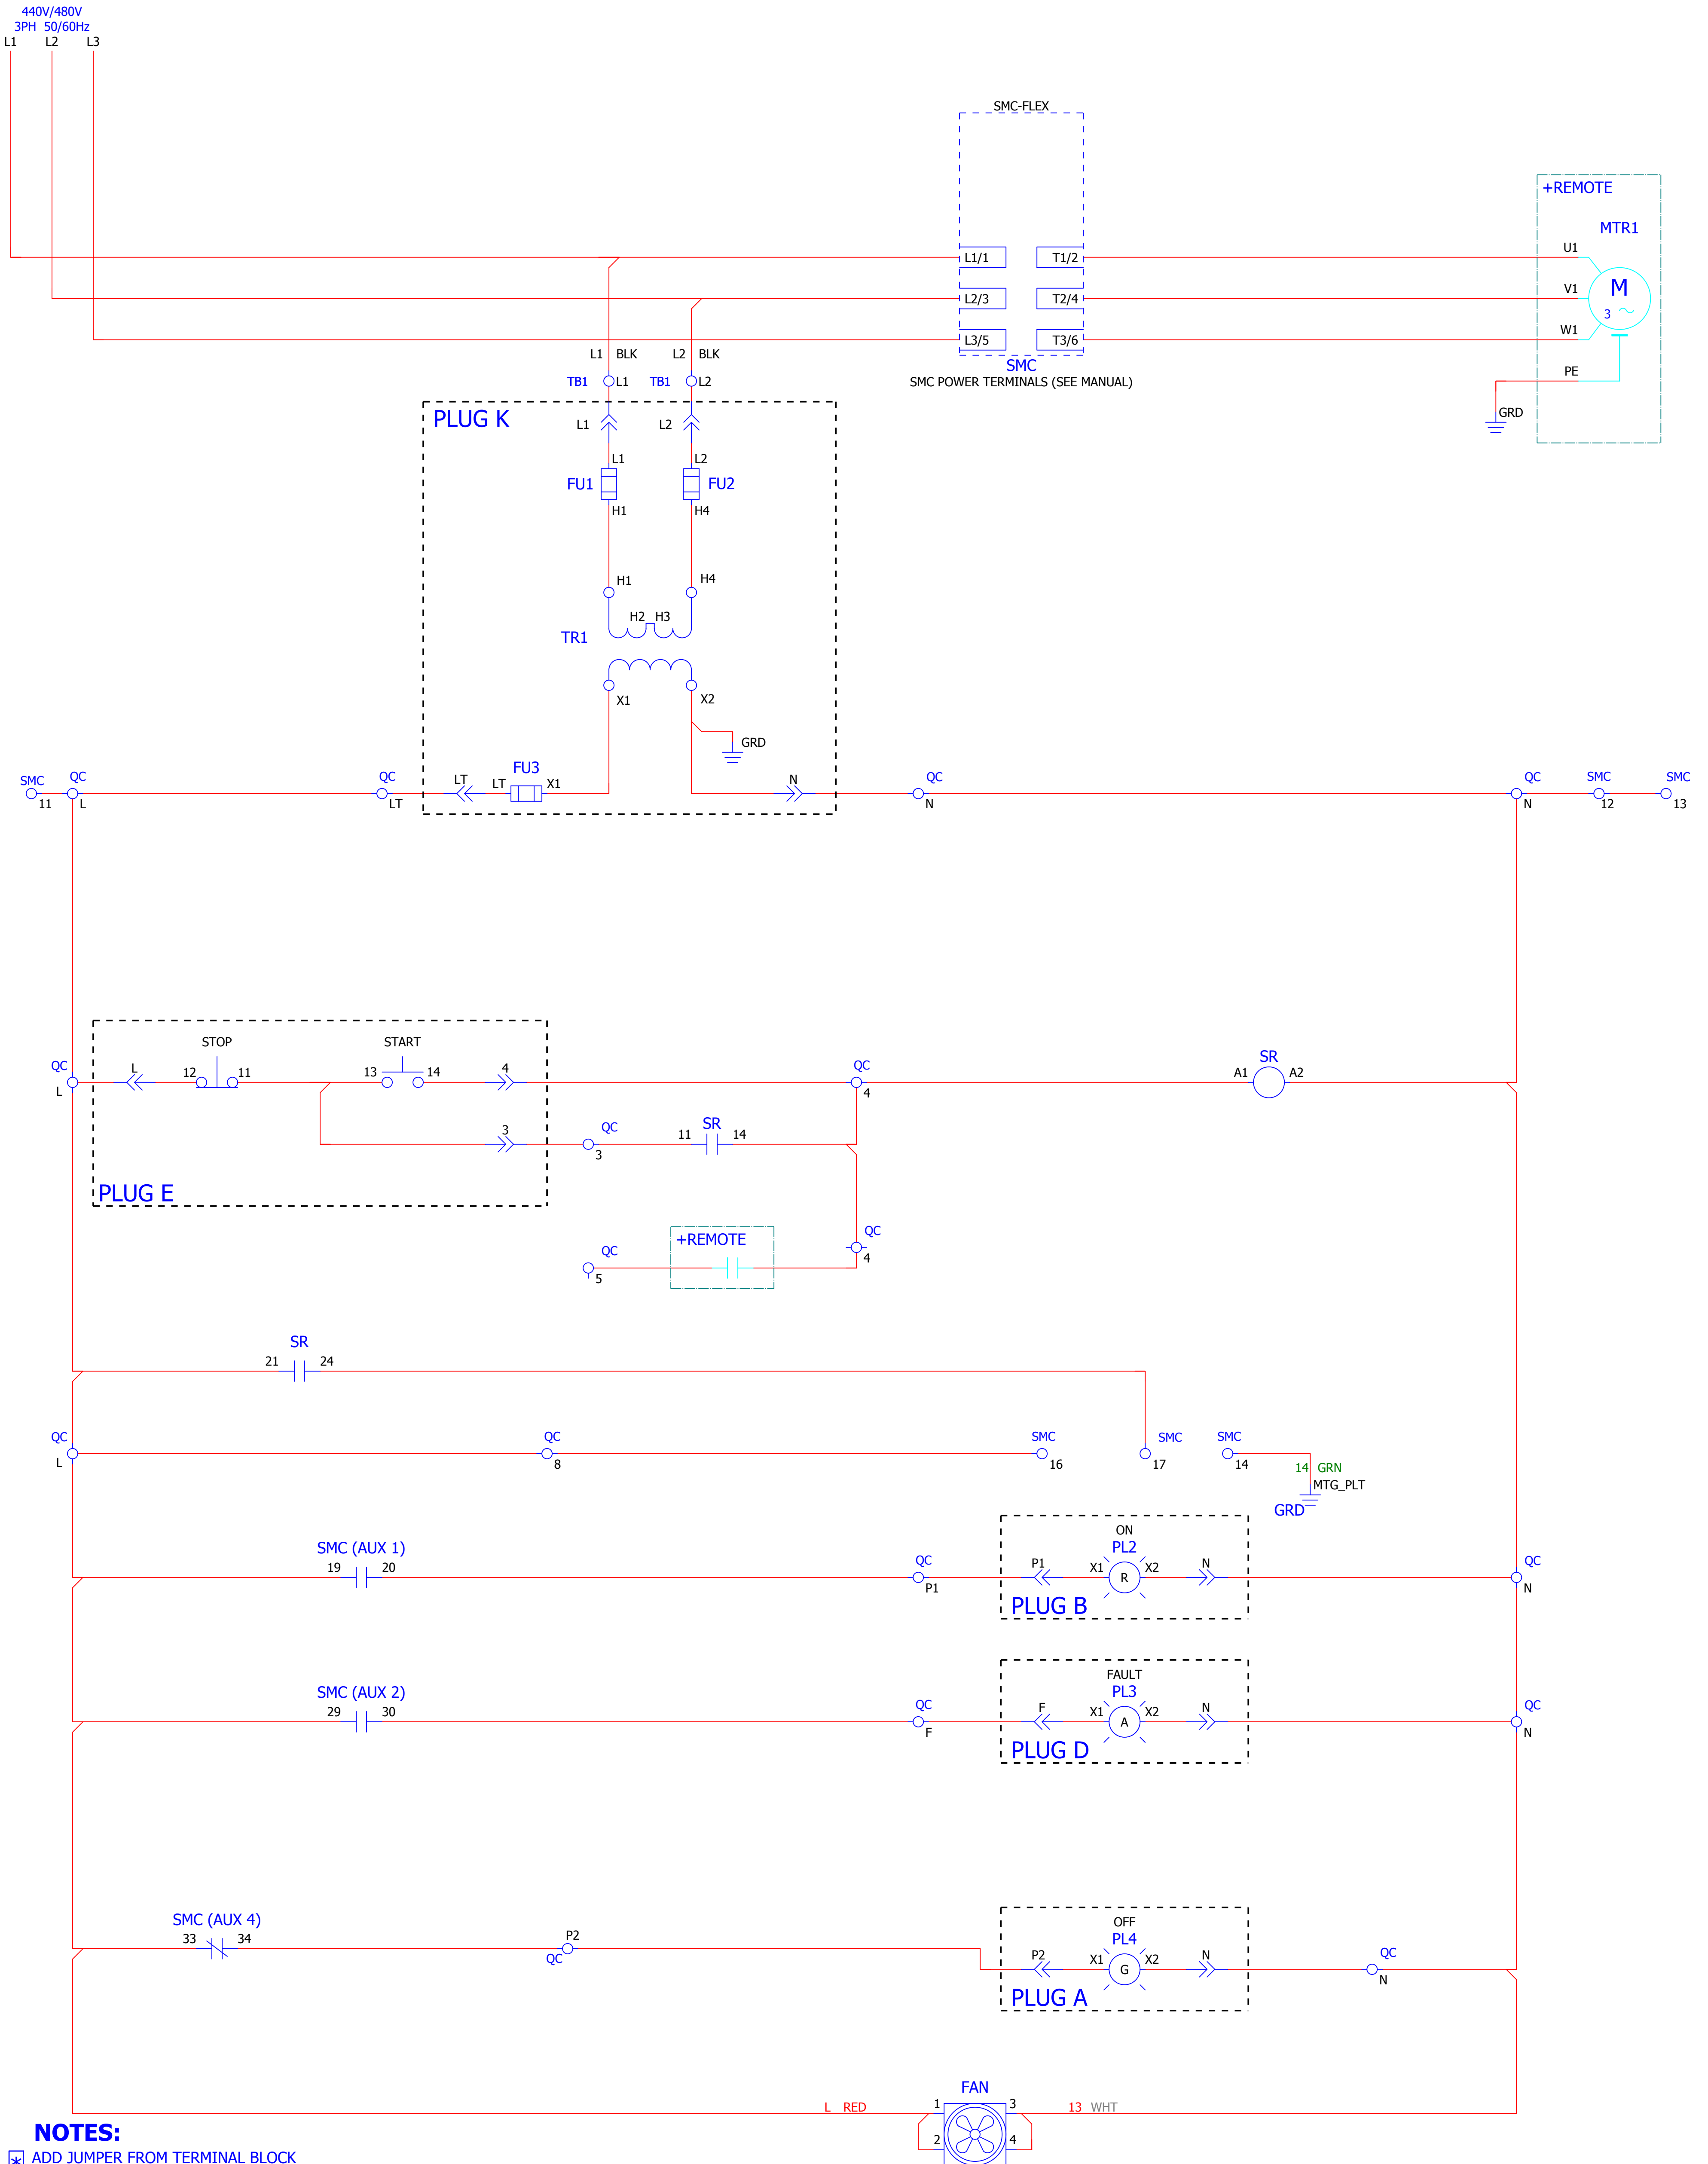 440V/480V
3PH 50/60Hz
L1 L2 L3
SMC-FLEX
+REMOTE
MTR1
L1/1 T1/2 U1
L2/3 T2/4 V1
M
3
L3/5 T3/6 W1
L1 BLK L2 BLK
SMC
SMC POWER TERMINALS (SEE MANUAL)
PE
TB1 L1 TB1 L2
GRD
PLUG K
L1 L2
L1 L2
FU1 FU2
H1 H4
H1 H4
H2 H3
TR1
X1 X2
GRD
SMC QC QC LT LT FU3 X1 N QC QC SMC SMC
11 L LT N N 12 13
QC L STOP START 4 QC SR
12 11 13 14 A1 A2
L 4
3 QC 11 SR 14
3
PLUG E
+REMOTE
QC QC
5 4
SR
21 24
QC QC SMC SMC SMC
L 8 16 17 14
14 GRN
MTG_PLT
GRD
ON
SMC (AUX 1) PL2
19 20 QC P1 X1 R X2 N QC
P1 N
PLUG B
FAULT
SMC (AUX 2) PL3
29 30 QC F X1 A X2 N QC
F N
PLUG D
OFF
SMC (AUX 4) PL4
33 34 P2 P2 X1 G X2 N QC
QC N
PLUG A
FAN
L RED 1 3 13 WHT
2 4
NOTES:
* ADD JUMPER FROM TERMINAL BLOCK